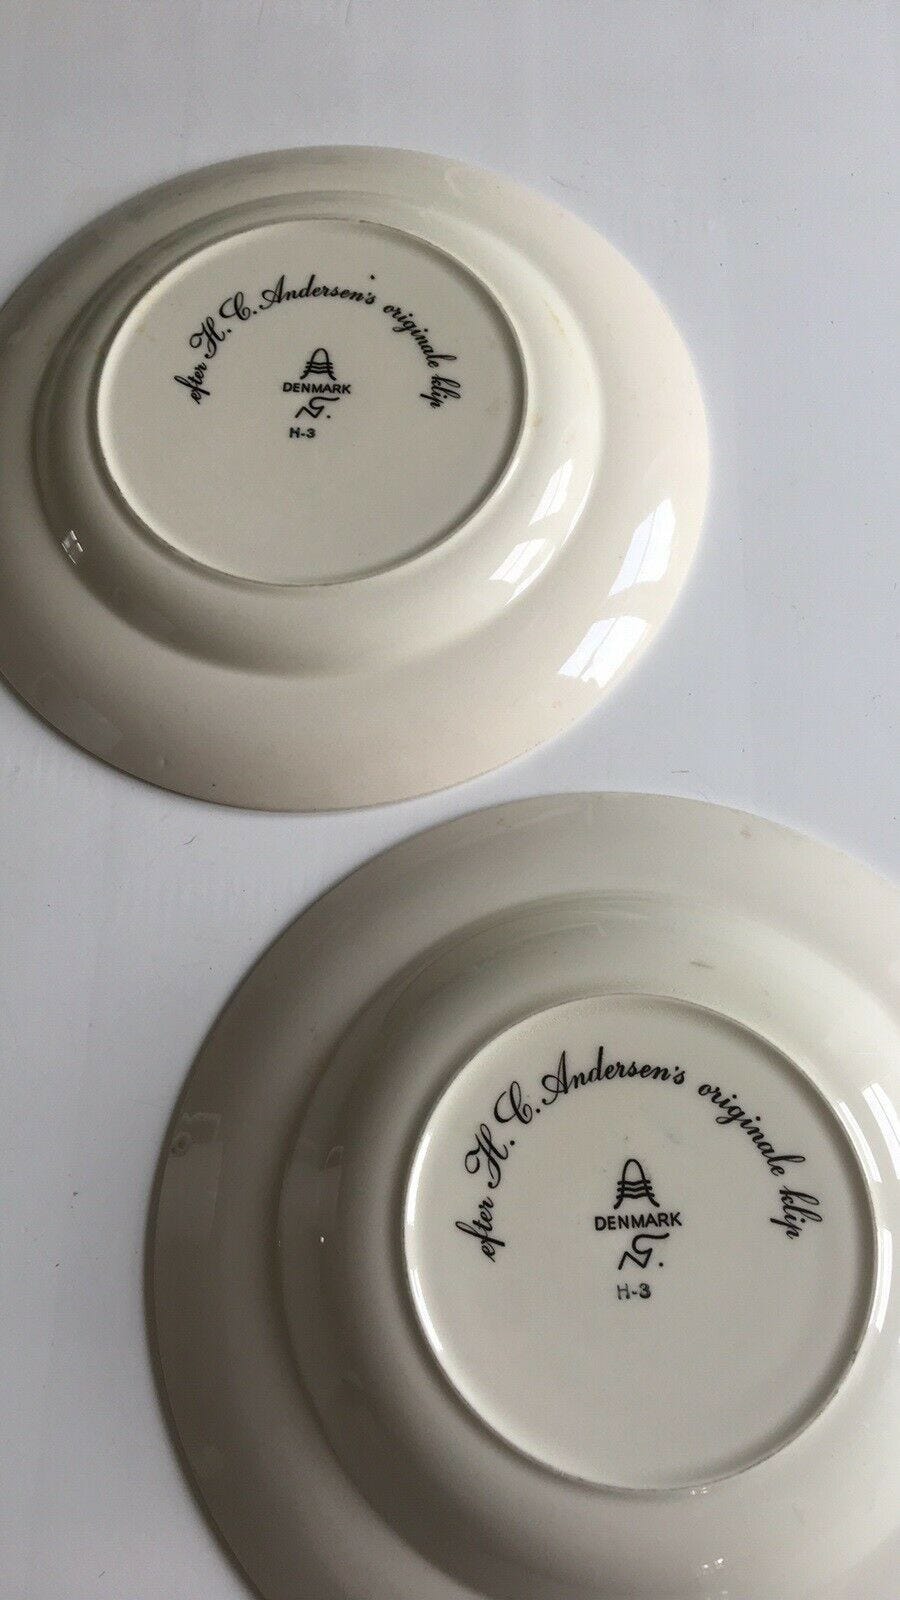 efter H. C. Andersen's originale klip
DENMARK
H-3
efter H. C. Andersen's originale klip
DENMARK
H-3